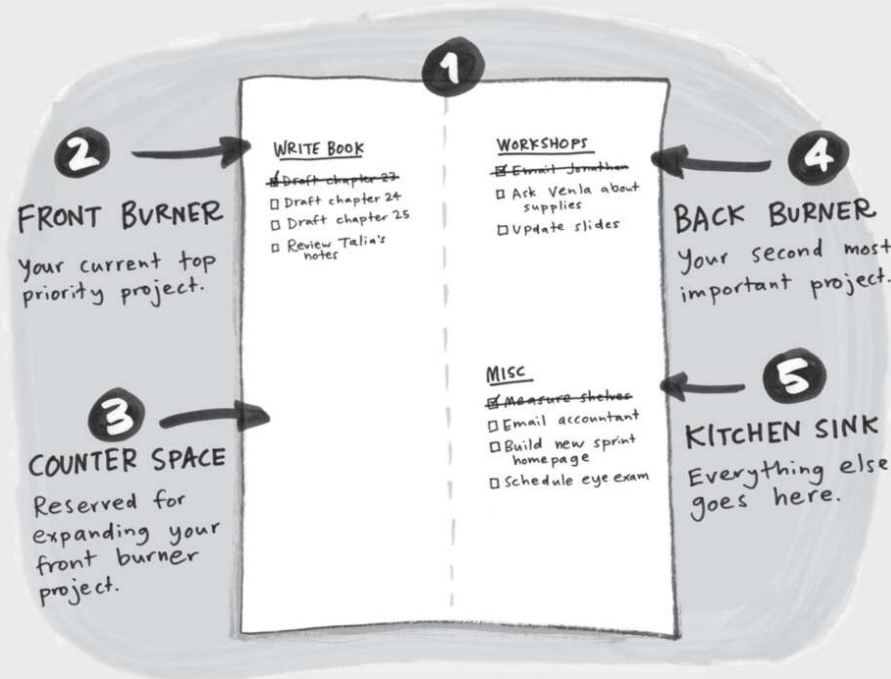 1
2
FRONT BURNER
Your current top
priority project.
3
COUNTER SPACE
Reserved for
expanding your
front burner
project.
WRITE BOOK
Draft chapter 23
Draft chapter 24
Draft chapter 25
Review Talia's
notes
WORKSHOPS
Email Jonathan
Ask Venla about
supplies
Update slides
MISC
Measure shelves
Email accountant
Build new sprint
homepage
Schedule eye exam
4
BACK BURNER
Your second most
important project.
5
KITCHEN SINK
Everything else
goes here.